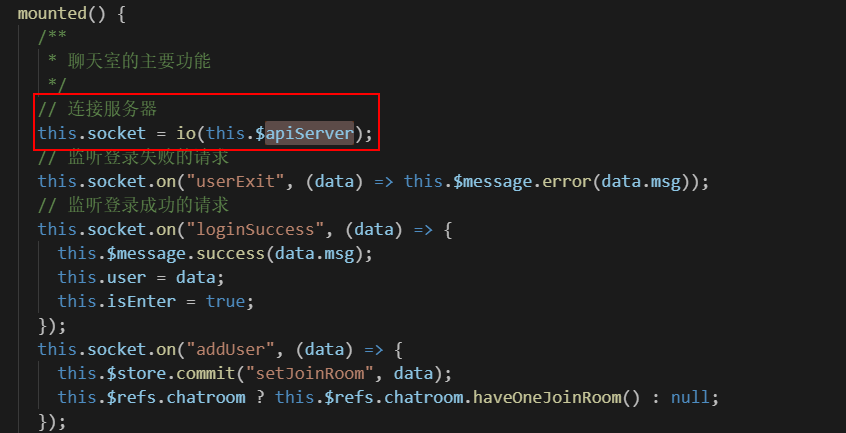 mounted() {
/**
* 聊天室的主要功能
*/
// 连接服务器
this.socket = io(this.$apiServer);
// 监听登录失败的请求
this.socket.on("userExit", (data) => this.$message.error(data.msg));
// 监听登录成功的请求
this.socket.on("loginSuccess", (data) => {
this.$message.success(data.msg);
this.user = data;
this.isEnter = true;
});
this.socket.on("addUser", (data) => {
this.$store.commit("setJoinRoom", data);
this.$refs.chatroom ? this.$refs.chatroom.haveOneJoinRoom() : null;
});